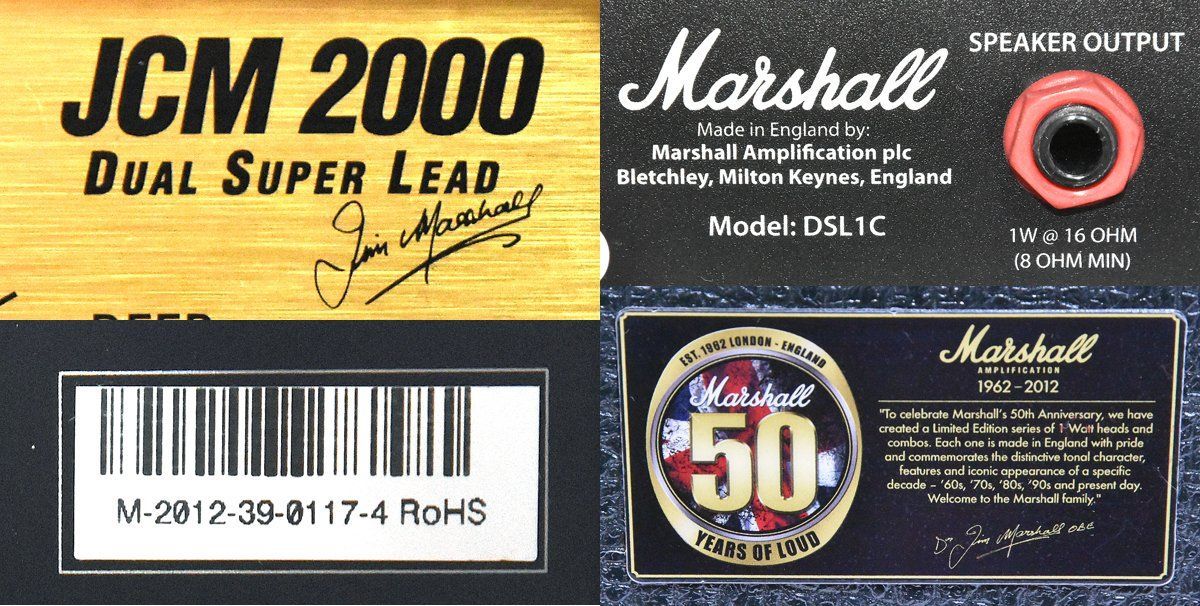 JCM 2000
DUAL SUPER LEAD
Jim Marshall
Marshall
Made in England by:
Marshall Amplification plc
Bletchley, Milton Keynes, England
Model: DSL1C
SPEAKER OUTPUT
1W @ 16 OHM
(8 OHM MIN)
M-2012-39-0117-4 RoHS
EST. 1962 LONDON - ENGLAND
Marshall
50
YEARS OF LOUD
Marshall
AMPLIFICATION
1962-2012
"To celebrate Marshall's 50th Anniversary, we have
created a Limited Edition series of 1 Watt heads and
combos. Each one is made in England with pride
and commemorates the distinctive tonal character,
features and iconic appearance of a specific
decade – '60s, '70s, '80s, '90s and present day.
Welcome to the Marshall family."
Dr Jim Marshall OBE